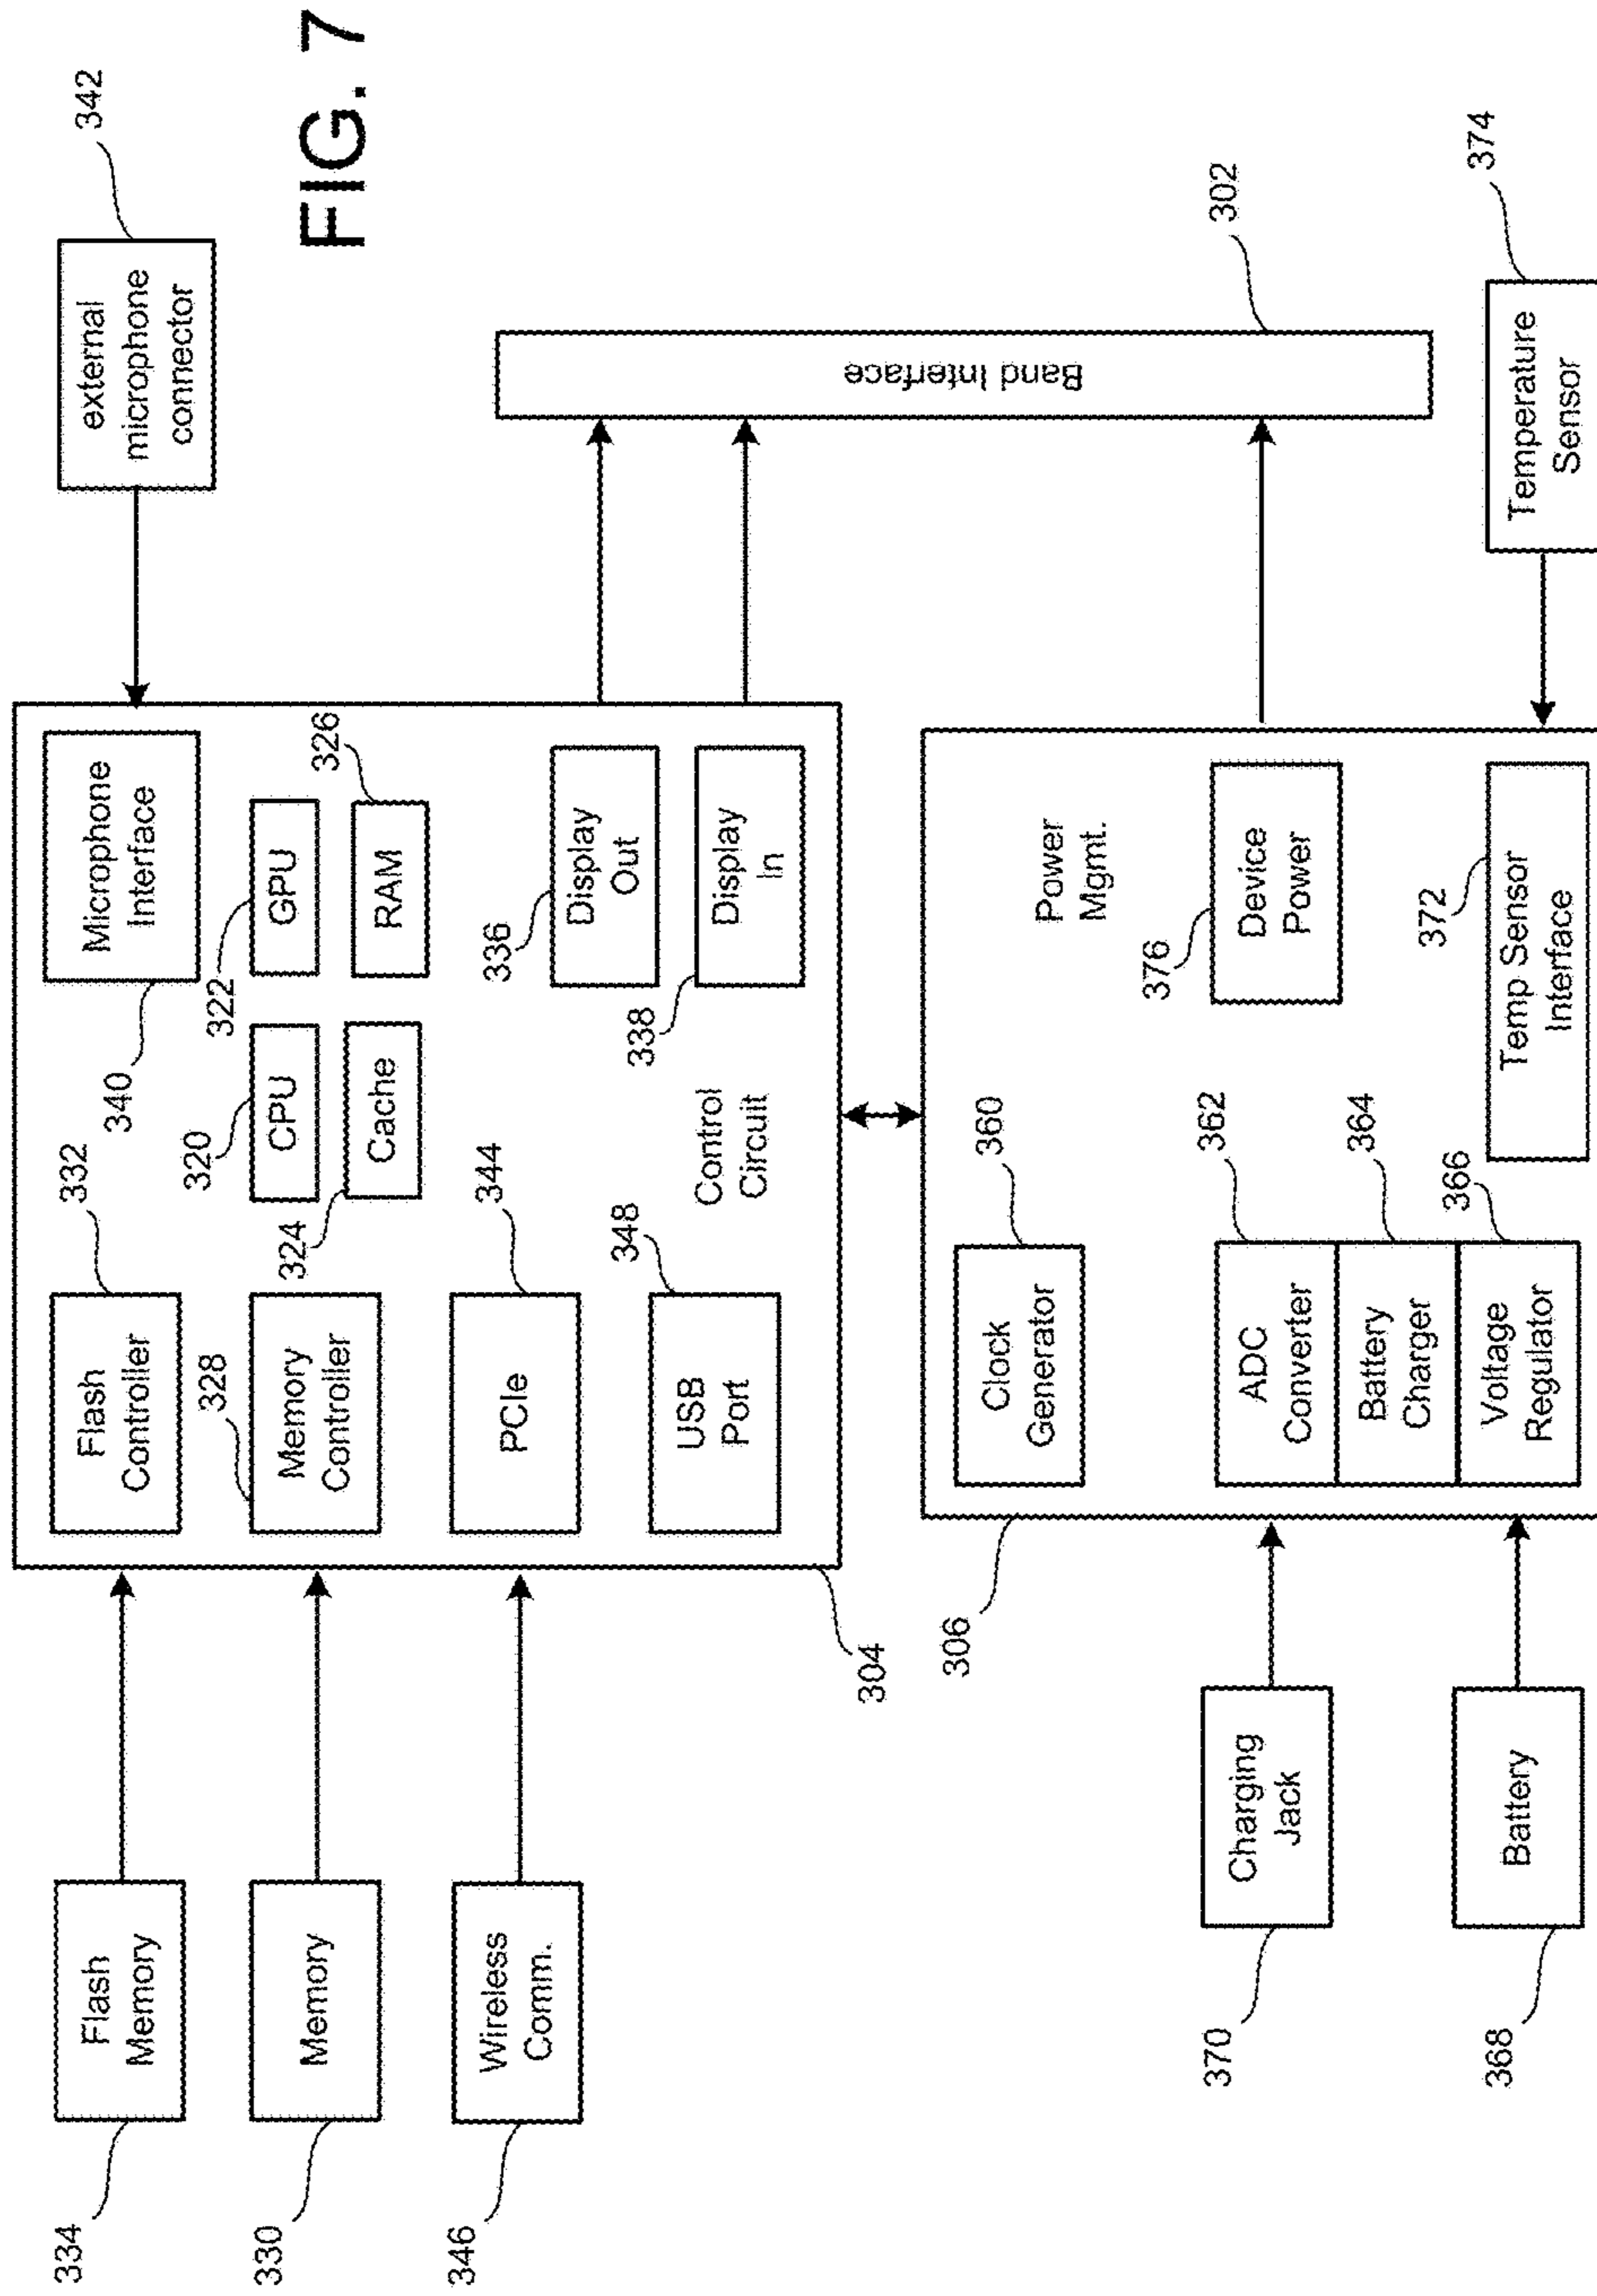 FIG. 7
342
external
microphone
connector
Microphone
Interface
340
332
Flash
Controller
Flash
Memory
334
322
GPU
320
CPU
326
RAM
324
Cache
328
Memory
Controller
Memory
330
344
PCIe
Wireless
Comm.
346
336
Display
Out
338
Display
In
Control
Circuit
348
USB
Port
304
302
Band Interface
306
360
Clock
Generator
Power
Mgmt.
376
Device
Power
362
ADC
Converter
364
Battery
Charger
366
Voltage
Regulator
Charging
Jack
370
Battery
368
372
Temp Sensor
Interface
374
Temperature
Sensor